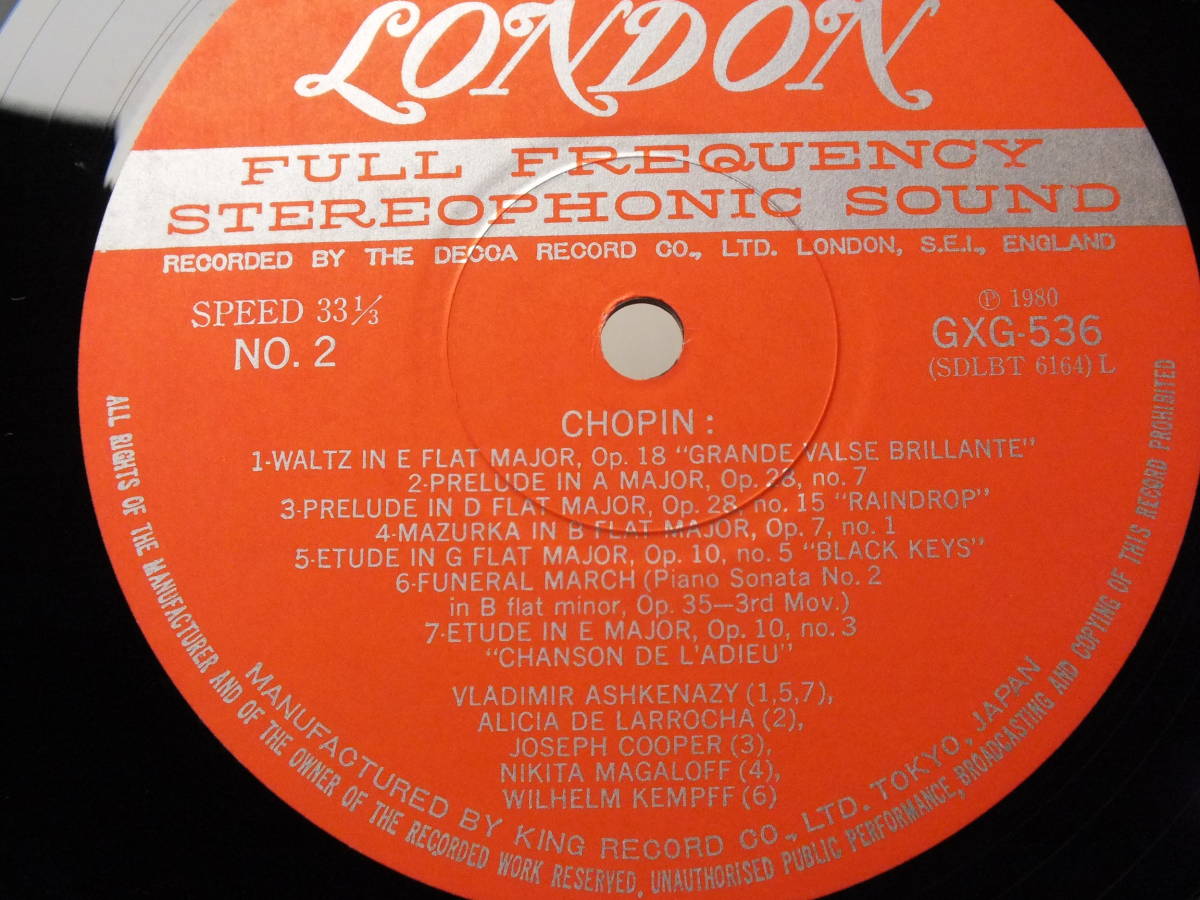 LONDON
FULL FREQUENCY
STEREOPHONIC SOUND
RECORDED BY THE DECCA RECORD CO., LTD. LONDON, S.E.I., ENGLAND
SPEED 33⅓
NO. 2
Ⓟ 1980
GXG-536
(SDLBT 6164) L
CHOPIN :
1-WALTZ IN E FLAT MAJOR, Op. 18 "GRANDE VALSE BRILLANTE"
2-PRELUDE IN A MAJOR, Op. 28, no. 7
3-PRELUDE IN D FLAT MAJOR, Op. 28, no. 15 "RAINDROP"
4-MAZURKA IN B FLAT MAJOR, Op. 7, no. 1
5-ETUDE IN G FLAT MAJOR, Op. 10, no. 5 "BLACK KEYS"
6-FUNERAL MARCH (Piano Sonata No. 2
in B flat minor, Op. 35—3rd Mov.)
7-ETUDE IN E MAJOR, Op. 10, no. 3
"CHANSON DE L'ADIEU"
VLADIMIR ASHKENAZY (1,5,7),
ALICIA DE LARROCHA (2),
JOSEPH COOPER (3),
NIKITA MAGALOFF (4),
WILHELM KEMPFF (6)
MANUFACTURED BY KING RECORD CO., LTD. TOKYO, JAPAN
ALL RIGHTS OF THE MANUFACTURER AND OF THE OWNER OF THE RECORDED WORK RESERVED, UNAUTHORISED PUBLIC PERFORMANCE, BROADCASTING AND COPYING OF THIS RECORD PROHIBITED